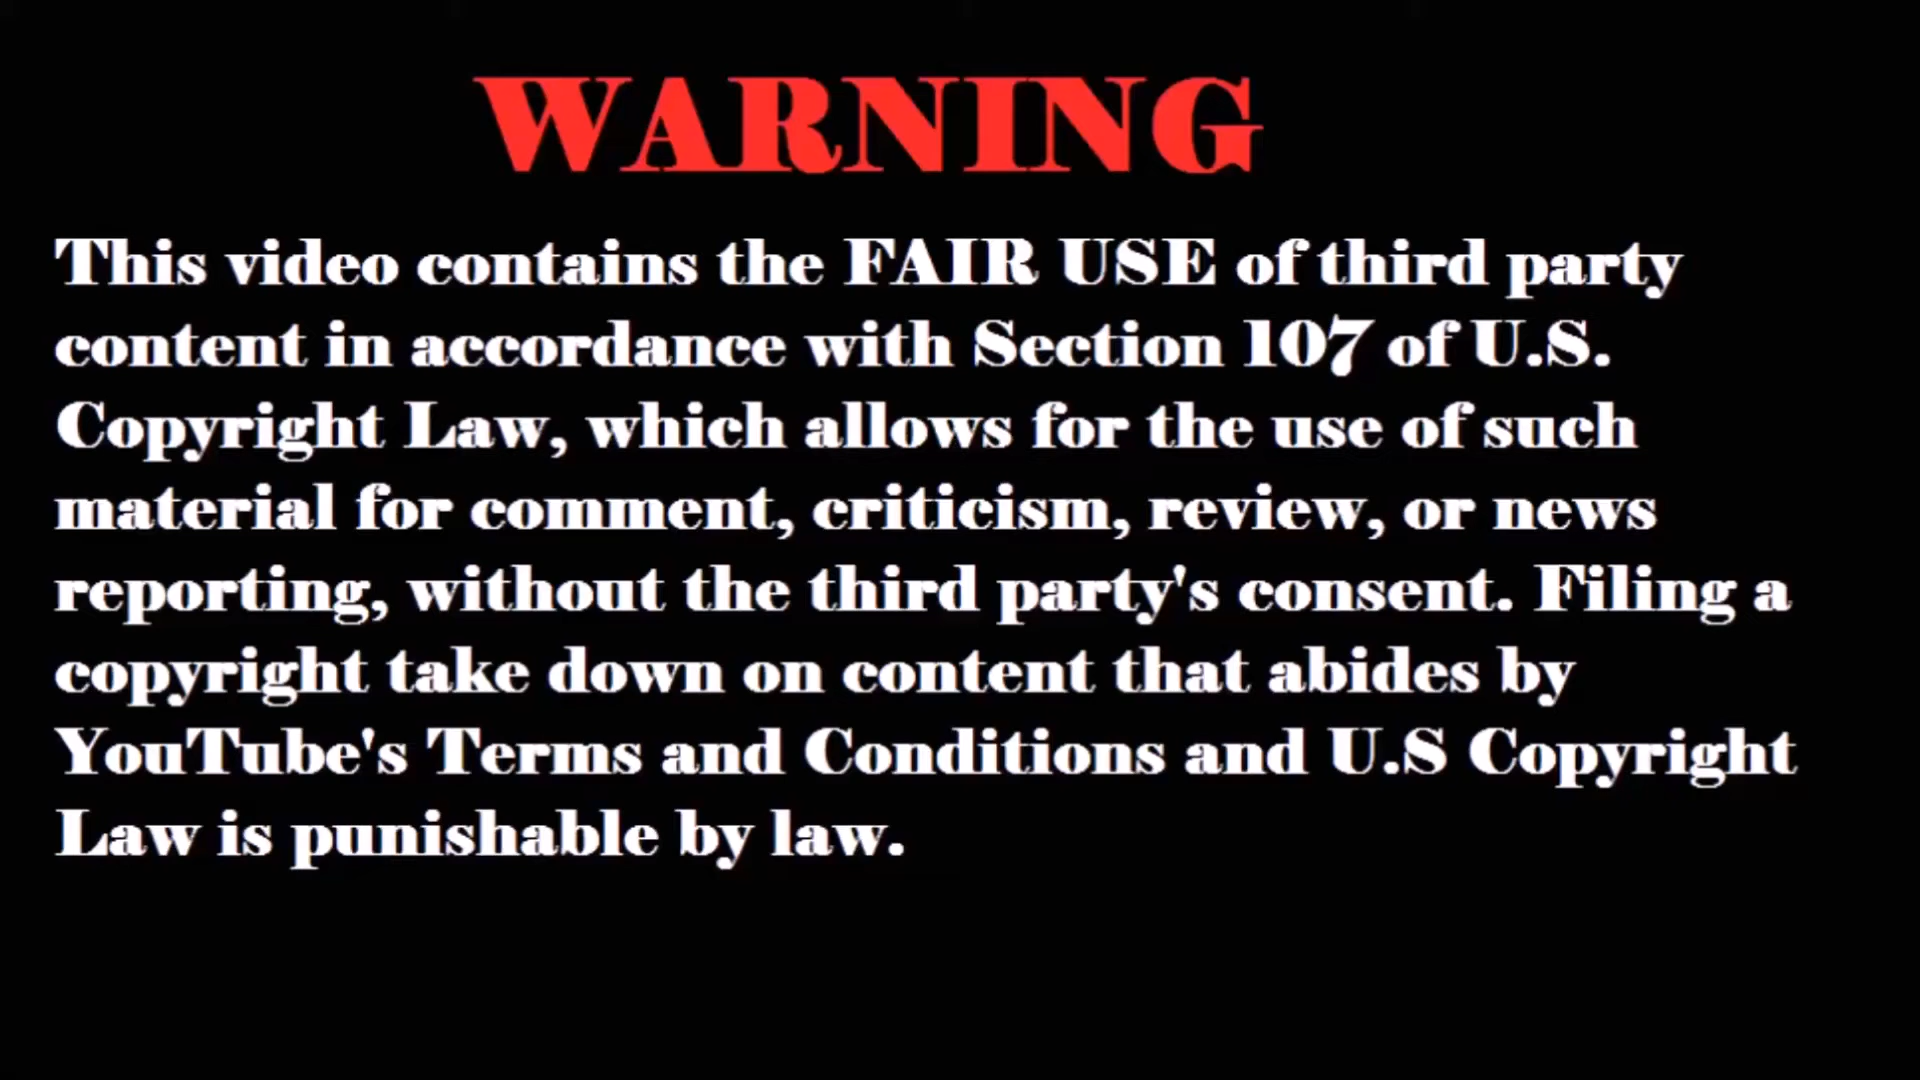 WARNING
This video contains the FAIR USE of third party
content in accordance with Section 107 of U.S.
Copyright Law, which allows for the use of such
material for comment, criticism, review, or news
reporting, without the third party's consent. Filing a
copyright take down on content that abides by
YouTube's Terms and Conditions and U.S Copyright
Law is punishable by law.